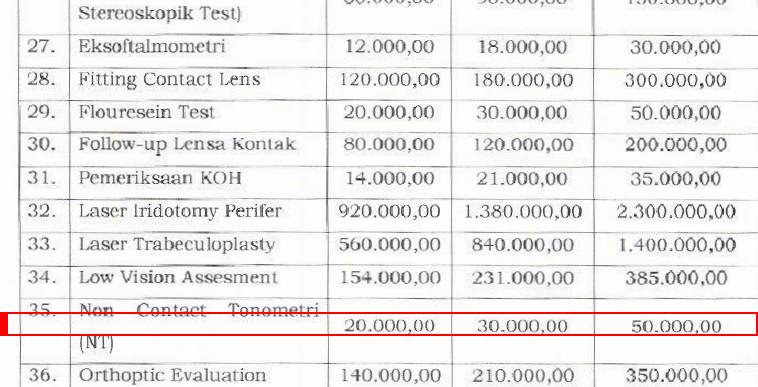 Stereoskopik Test)
27. Eksoftalmometri 12.000,00 18.000,00 30.000,00
28. Fitting Contact Lens 120.000,00 180.000,00 300.000,00
29. Flouresein Test 20.000,00 30.000,00 50.000,00
30. Follow-up Lensa Kontak 80.000,00 120.000,00 200.000,00
31. Pemeriksaan KOH 14.000,00 21.000,00 35.000,00
32. Laser Iridotomy Perifer 920.000,00 1.380.000,00 2.300.000,00
33. Laser Trabeculoplasty 560.000,00 840.000,00 1.400.000,00
34. Low Vision Assesment 154.000,00 231.000,00 385.000,00
35. Non Contact Tonometri
20.000,00 30.000,00 50.000,00
(NT)
36. Orthoptic Evaluation 140.000,00 210.000,00 350.000,00